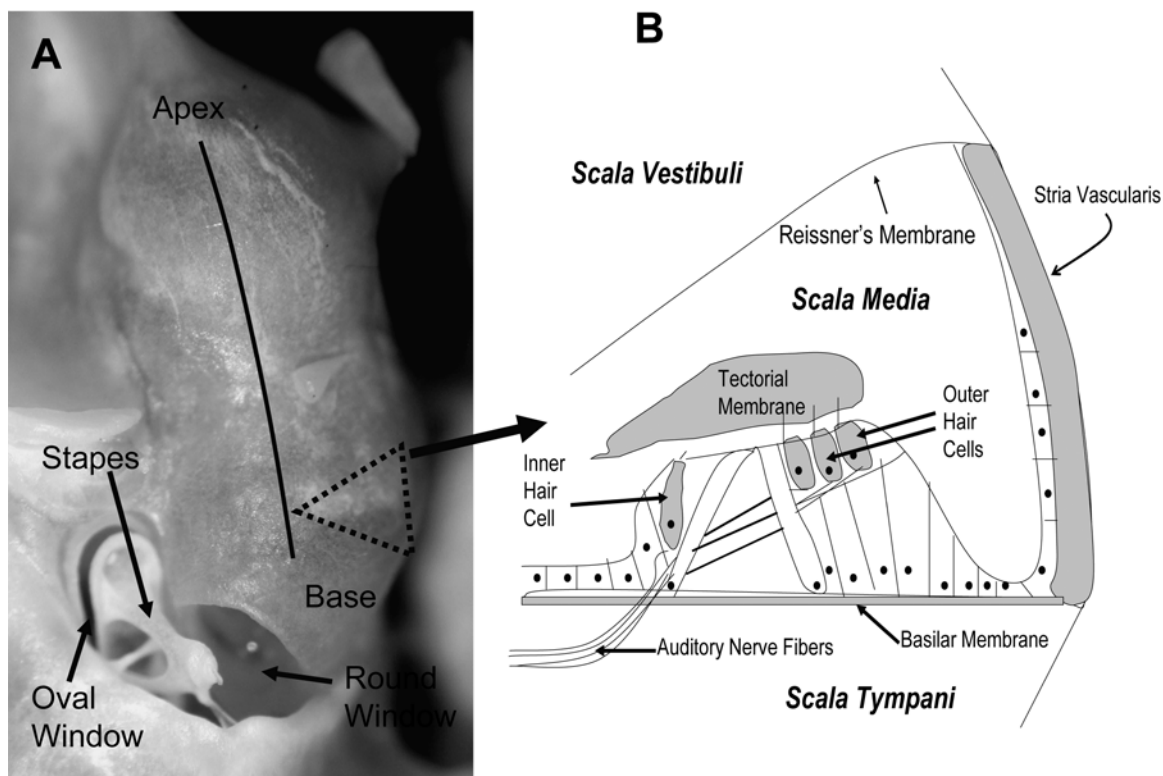 A
Apex
Stapes
Base
Oval
Window
Round
Window
B
Scala Vestibuli
Stria Vascularis
Reissner's Membrane
Scala Media
Tectorial
Membrane
Outer
Hair
Cells
Inner
Hair
Cell
Auditory Nerve Fibers
Basilar Membrane
Scala Tympani